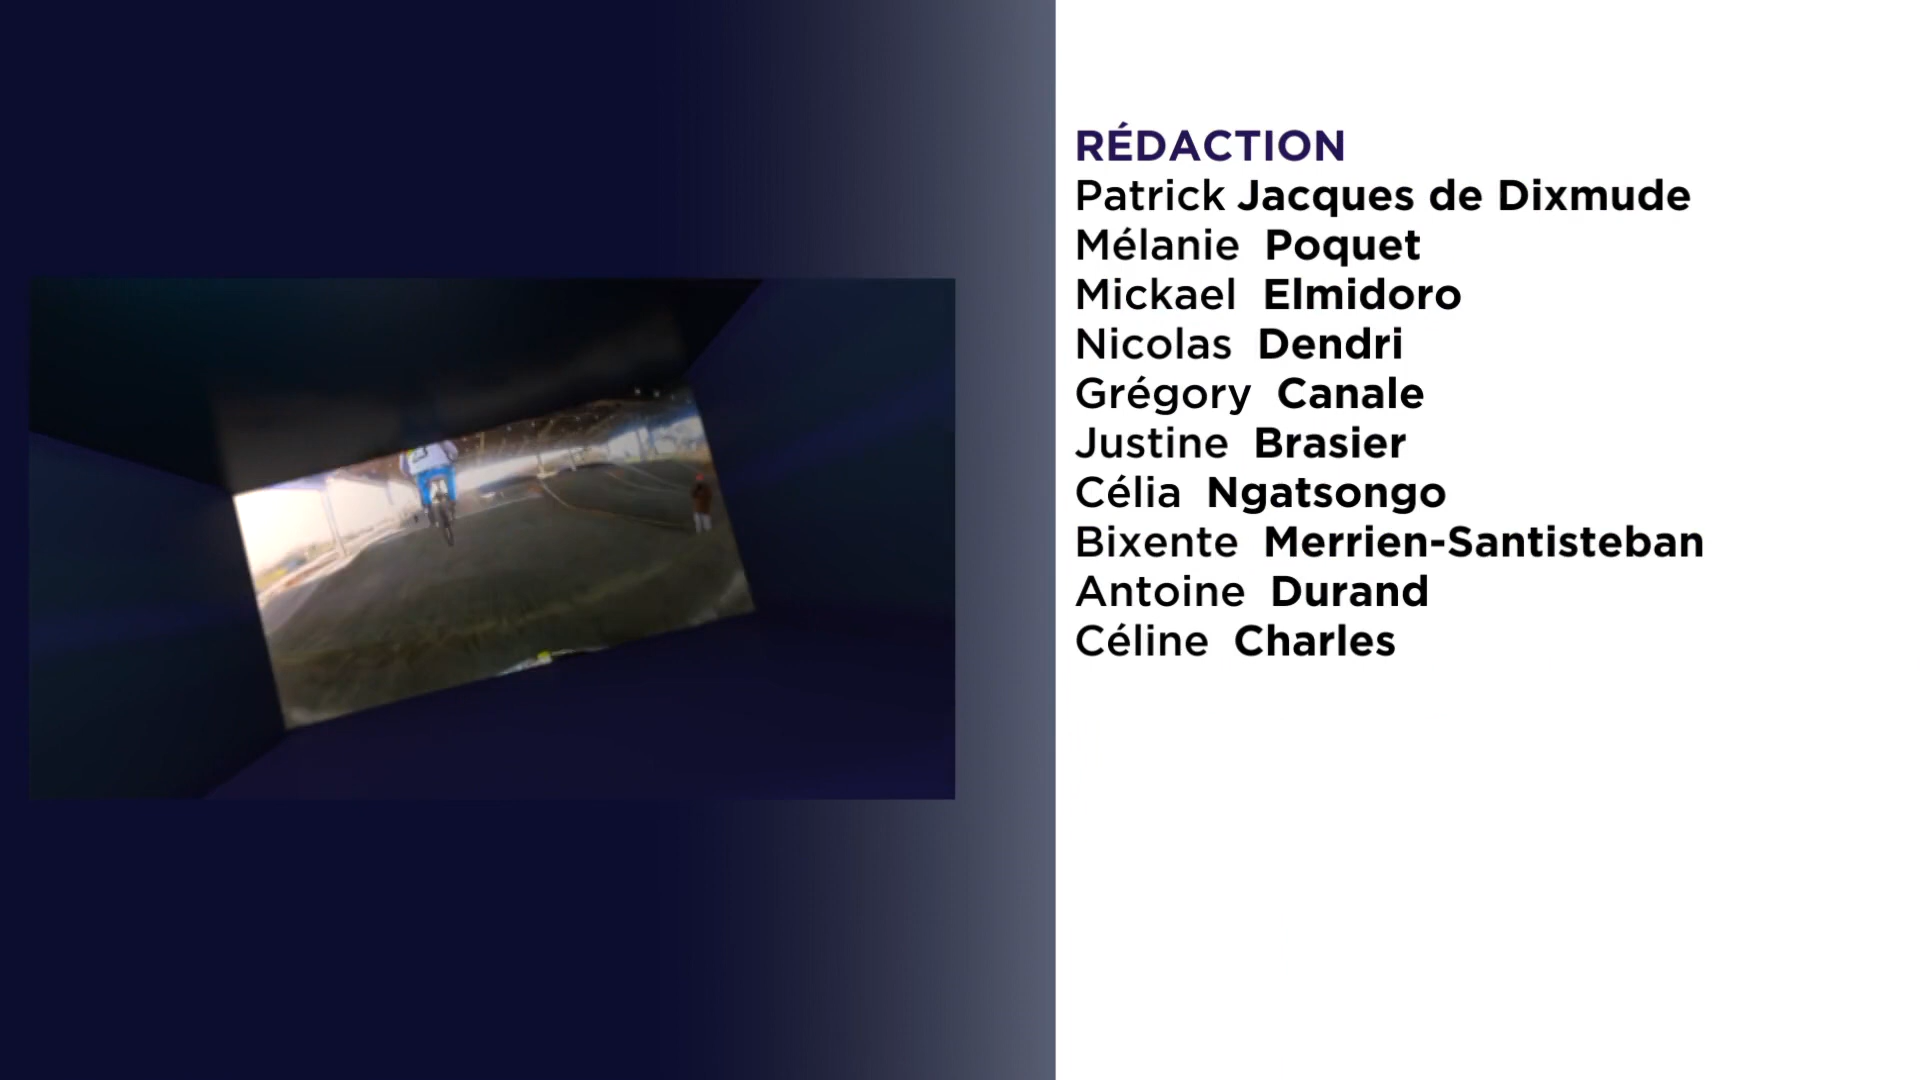 RÉDACTION
Patrick Jacques de Dixmude
Mélanie Poquet
Mickael Elmidoro
Nicolas Dendri
Grégory Canale
Justine Brasier
Célia Ngatsongo
Bixente Merrien-Santisteban
Antoine Durand
Céline Charles